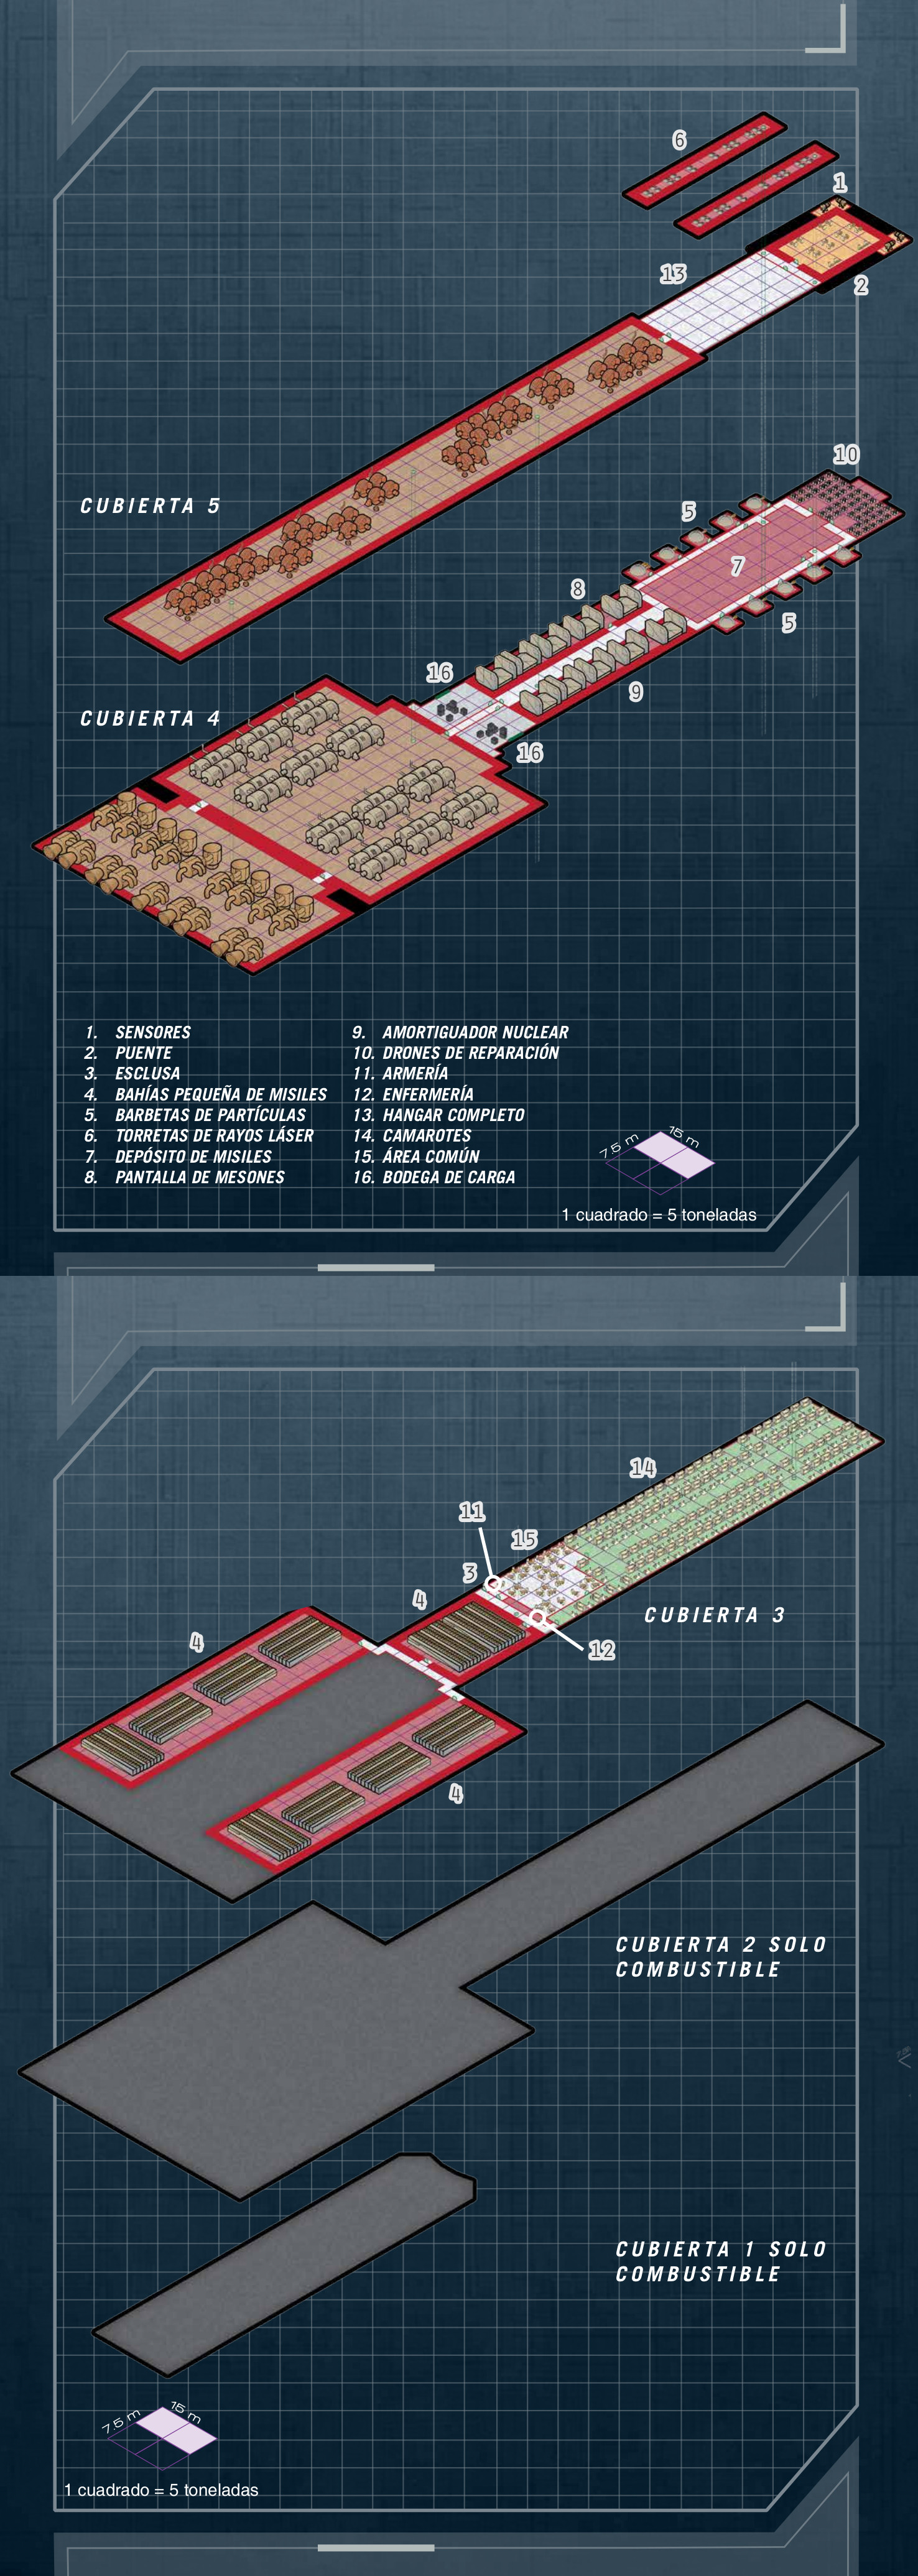 6
1
13
2
CUBIERTA 5
10
5
7
8
5
16
9
CUBIERTA 4
16
1. SENSORES
2. PUENTE
3. ESCLUSA
4. BAHÍAS PEQUEÑA DE MISILES
5. BARBETAS DE PARTÍCULAS
6. TORRETAS DE RAYOS LÁSER
7. DEPÓSITO DE MISILES
8. PANTALLA DE MESONES
9. AMORTIGUADOR NUCLEAR
10. DRONES DE REPARACIÓN
11. ARMERÍA
12. ENFERMERÍA
13. HANGAR COMPLETO
14. CAMAROTES
15. ÁREA COMÚN
16. BODEGA DE CARGA
7.5 m 15 m
1 cuadrado = 5 toneladas
14
11
15
3
4
CUBIERTA 3
4
12
4
CUBIERTA 2 SOLO
COMBUSTIBLE
CUBIERTA 1 SOLO
COMBUSTIBLE
7.5 m 15 m
1 cuadrado = 5 toneladas